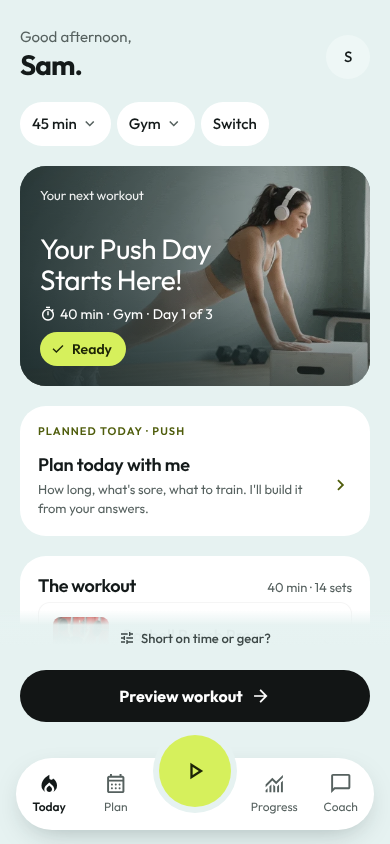 Good afternoon,
Sam.
S
45 min
Gym
Switch
Your next workout
Your Push Day
Starts Here!
40 min · Gym · Day 1 of 3
Ready
PLANNED TODAY · PUSH
Plan today with me
How long, what's sore, what to train. I'll build it
from your answers.
The workout
40 min · 14 sets
Short on time or gear?
Preview workout
Today
Plan
Progress
Coach